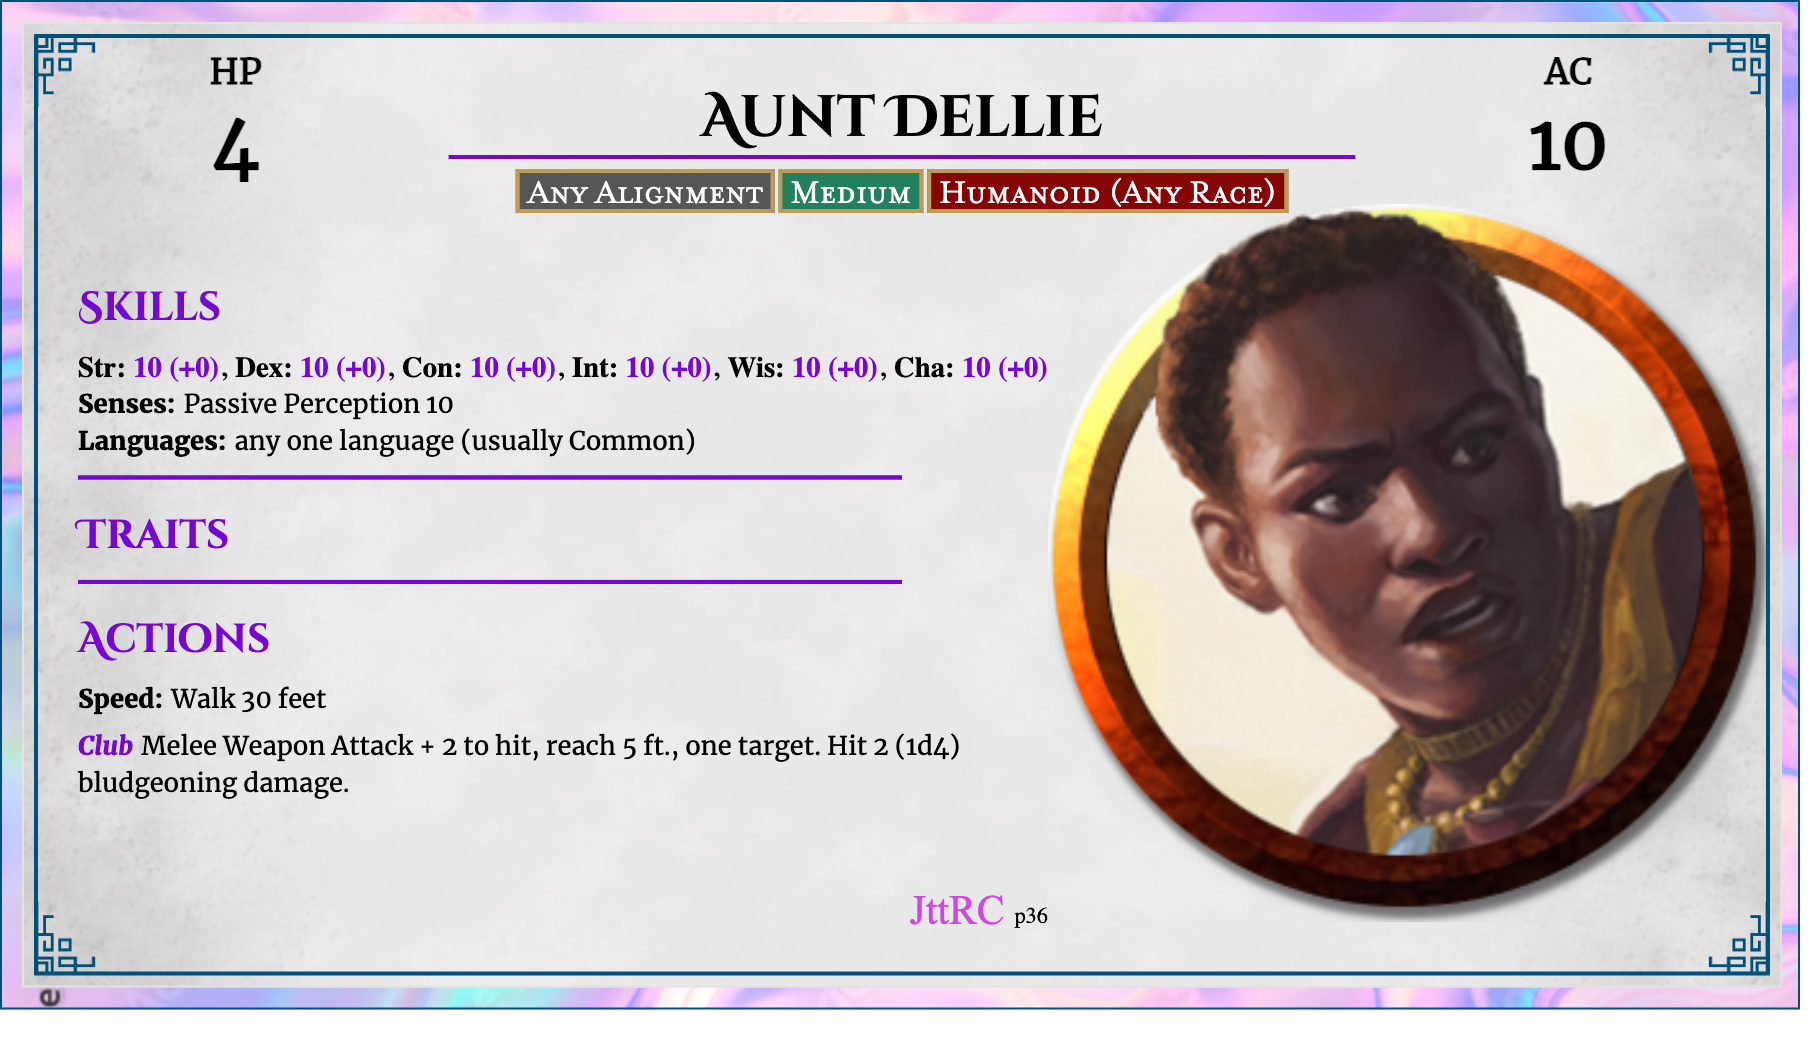 HP
4
AUNT DELLIE
AC
10
ANY ALIGNMENT MEDIUM HUMANOID (ANY RACE)
SKILLS
Str: 10 (+0), Dex: 10 (+0), Con: 10 (+0), Int: 10 (+0), Wis: 10 (+0), Cha: 10 (+0)
Senses: Passive Perception 10
Languages: any one language (usually Common)
TRAITS
ACTIONS
Speed: Walk 30 feet
Club Melee Weapon Attack + 2 to hit, reach 5 ft., one target. Hit 2 (1d4)
bludgeoning damage.
JttRC p36
e